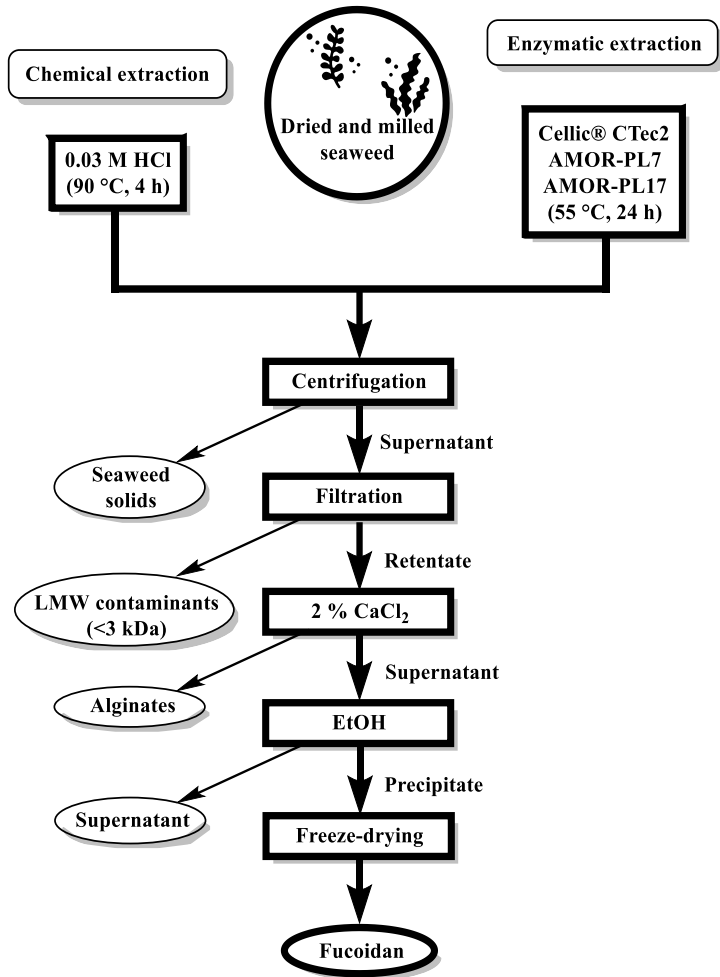 Chemical extraction
Enzymatic extraction
Dried and milled
seaweed
0.03 M HCl
(90 °C, 4 h)
Cellic® CTec2
AMOR-PL7
AMOR-PL17
(55 °C, 24 h)
Centrifugation
Supernatant
Seaweed
solids
Filtration
Retentate
LMW contaminants
(<3 kDa)
2 % CaCl₂
Supernatant
Alginates
EtOH
Precipitate
Supernatant
Freeze-drying
Fucoidan